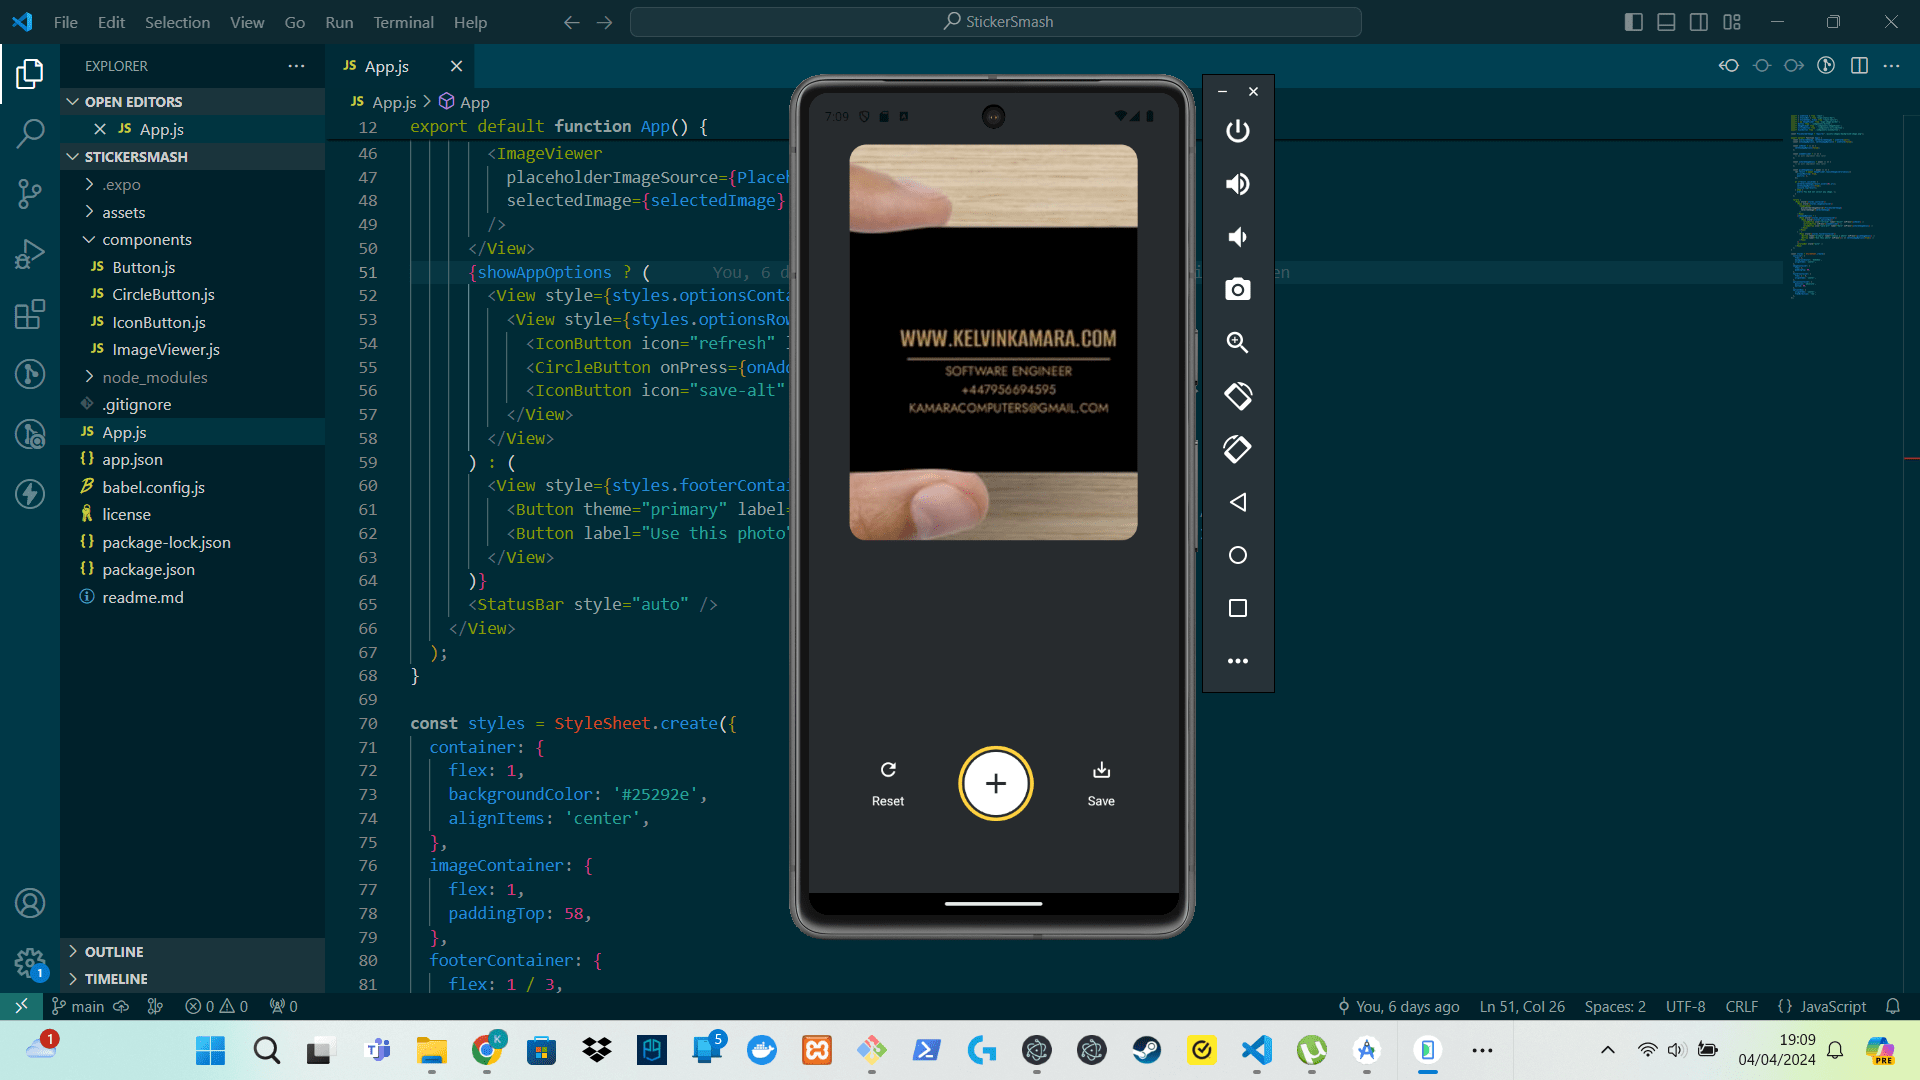 File Edit Selection View Go Run Terminal Help
StickerSmash
EXPLORER
OPEN EDITORS
JS App.js
STICKERSMASH
.expo
assets
components
JS Button.js
JS CircleButton.js
JS IconButton.js
JS ImageViewer.js
node_modules
.gitignore
JS App.js
{} app.json
babel.config.js
license
{} package-lock.json
{} package.json
readme.md
OUTLINE
TIMELINE
1
JS App.js
JS App.js > App
12 export default function App() {
46 <ImageViewer
47 placeholderImageSource={Placeh
48 selectedImage={selectedImage}
49 />
50 </View>
51 {showAppOptions ? ( You, 6 d
52 <View style={styles.optionsConta
53 <View style={styles.optionsRow
54 <IconButton icon="refresh"
55 <CircleButton onPress={onAdd
56 <IconButton icon="save-alt"
57 </View>
58 </View>
59 ) : (
60 <View style={styles.footerContai
61 <Button theme="primary" label=
62 <Button label="Use this photo"
63 </View>
64 )}
65 <StatusBar style="auto" />
66 </View>
67 );
68 }
69
70 const styles = StyleSheet.create({
71 container: {
72 flex: 1,
73 backgroundColor: '#25292e',
74 alignItems: 'center',
75 },
76 imageContainer: {
77 flex: 1,
78 paddingTop: 58,
79 },
80 footerContainer: {
81 flex: 1 / 3,
7:09
WWW.KELVINKAMARA.COM
SOFTWARE ENGINEER
+447956694595
KAMARACOMPUTERS@GMAIL.COM
Reset
Save
main 0 0 0
You, 6 days ago Ln 51, Col 26 Spaces: 2 UTF-8 CRLF {} JavaScript
1
K
5
PRE
19:09
04/04/2024